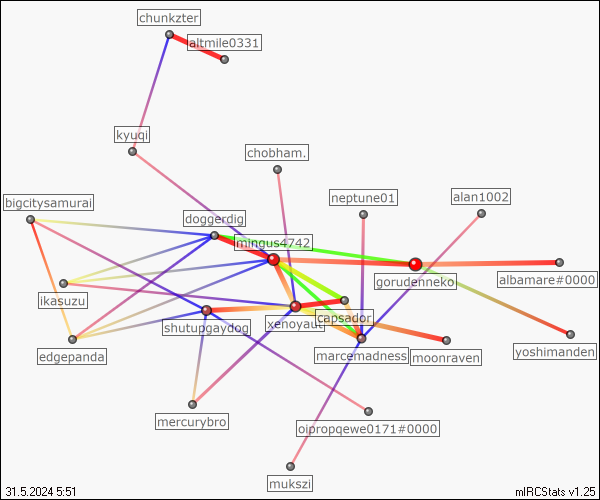 chunkzter
altmile0331
kyuqi
chobham.
neptune01
alan1002
bigcitysamurai
doggerdig
mingus4742
gorudenneko
albamare#0000
ikasuzu
shutupgaydog
xenoyaut
capsador
edgepanda
marcemadness
moonraven
yoshimanden
mercurybro
oipropqewe0171#0000
mukszi
31.5.2024 5:51
mIRCStats v1.25